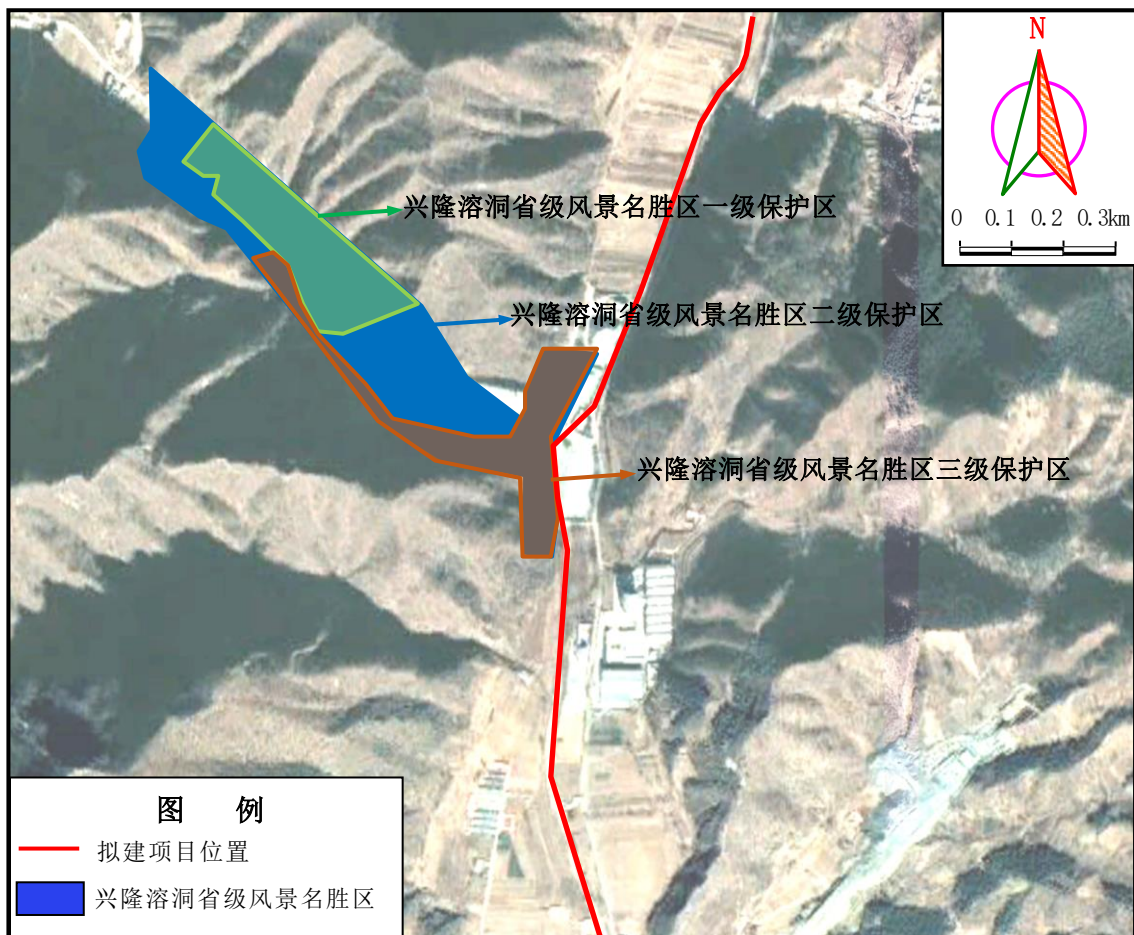 N
0 0.1 0.2 0.3km
兴隆溶洞省级风景名胜区一级保护区
兴隆溶洞省级风景名胜区二级保护区
兴隆溶洞省级风景名胜区三级保护区
图 例
拟建项目位置
兴隆溶洞省级风景名胜区